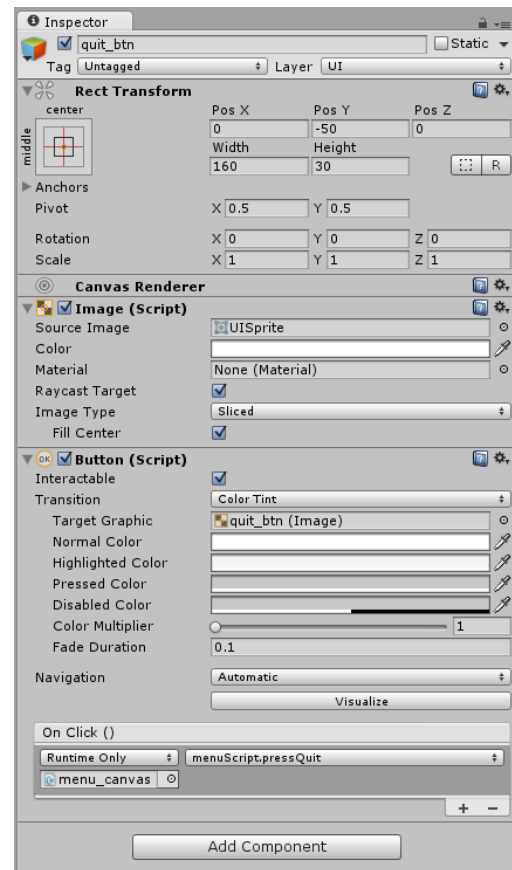 Inspector
quit_btn Static
Tag Untagged Layer UI
Rect Transform
center Pos X Pos Y Pos Z
middle
0 -50 0
Width Height
160 30 R
Anchors
Pivot X 0.5 Y 0.5
Rotation X 0 Y 0 Z 0
Scale X 1 Y 1 Z 1
Canvas Renderer
Image (Script)
Source Image UISprite
Color
Material None (Material)
Raycast Target
Image Type Sliced
Fill Center
OK Button (Script)
Interactable
Transition Color Tint
Target Graphic quit_btn (Image)
Normal Color
Highlighted Color
Pressed Color
Disabled Color
Color Multiplier 1
Fade Duration 0.1
Navigation Automatic
Visualize
On Click ()
Runtime Only menuScript.pressQuit
menu_canvas
+ −
Add Component